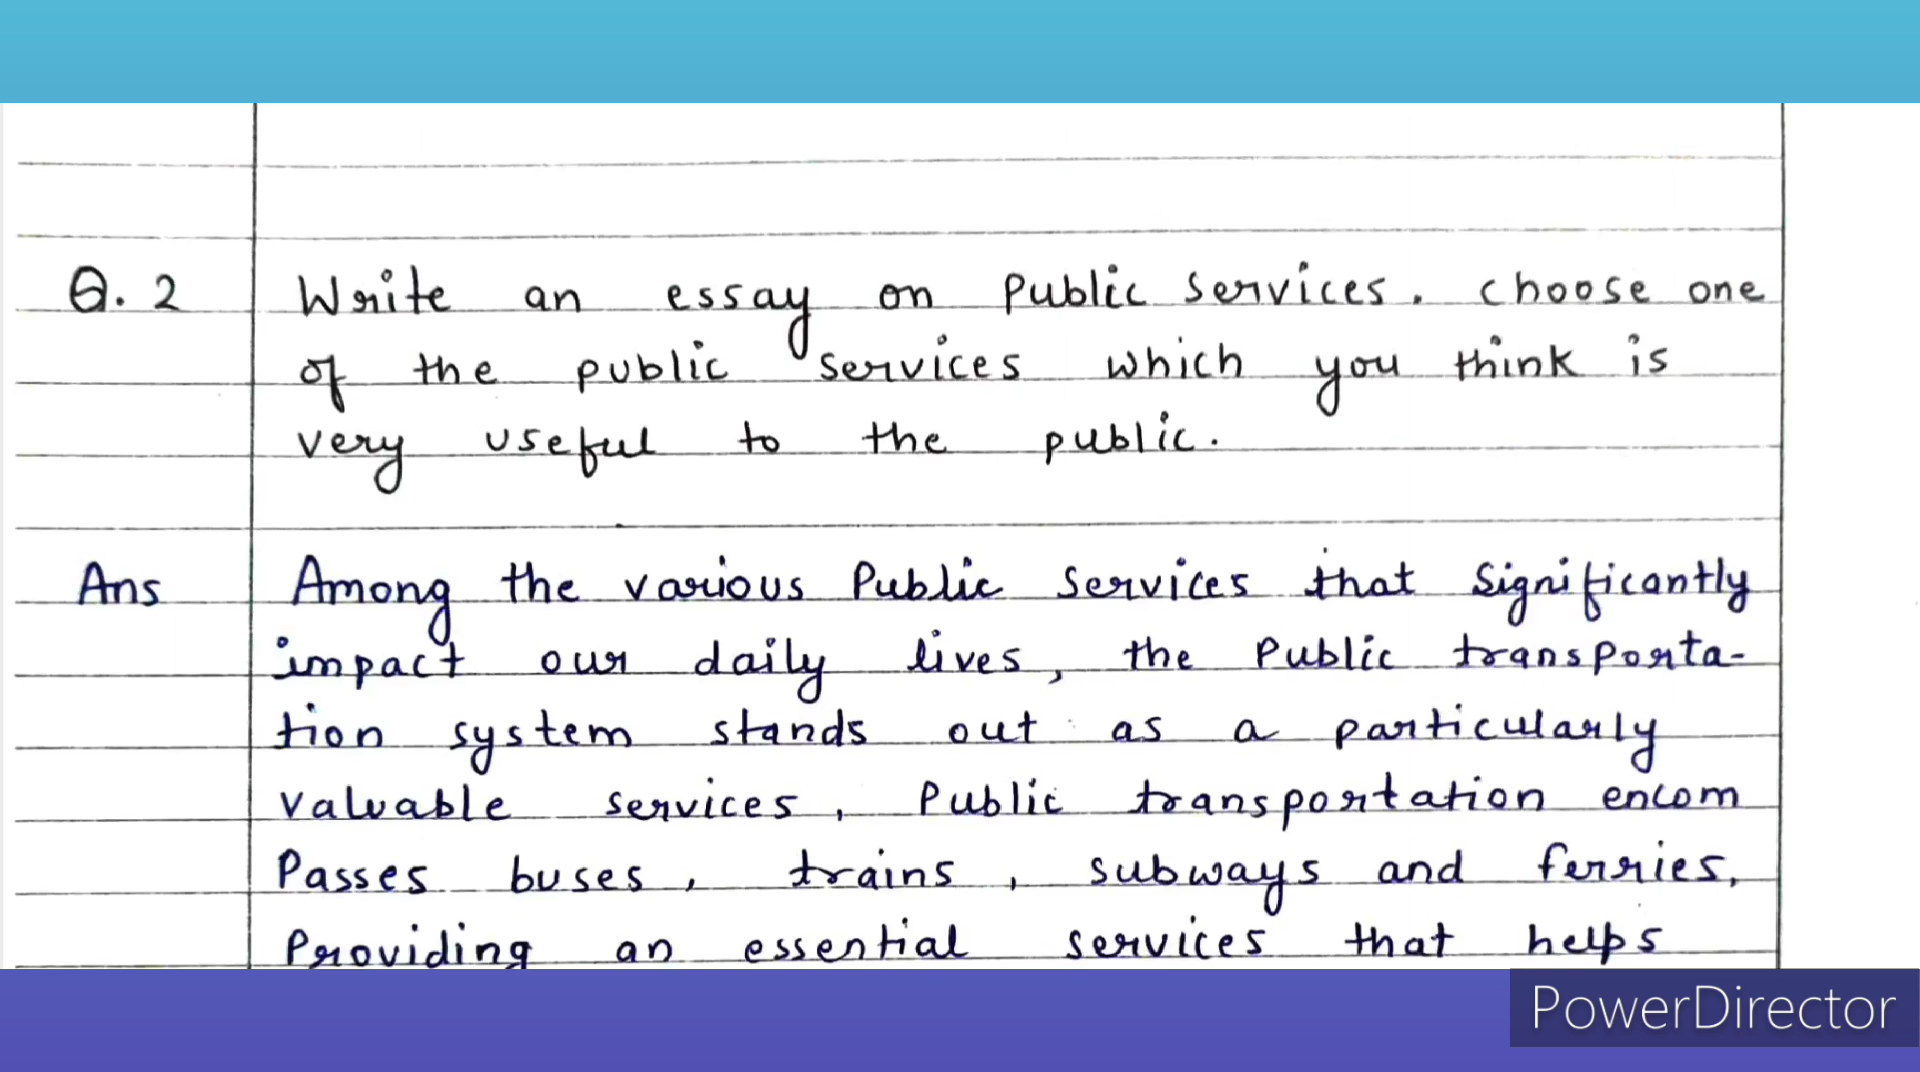 Q. 2 Write an essay on Public services. choose one
of the public services which you think is
very useful to the public.
Ans Among the various Public services that significantly
impact our daily lives, the Public transporta-
tion system stands out as a particularly
valuable services, Public transportation encom
Passes buses, trains, subways and ferries,
Providing an essential services that helps
PowerDirector